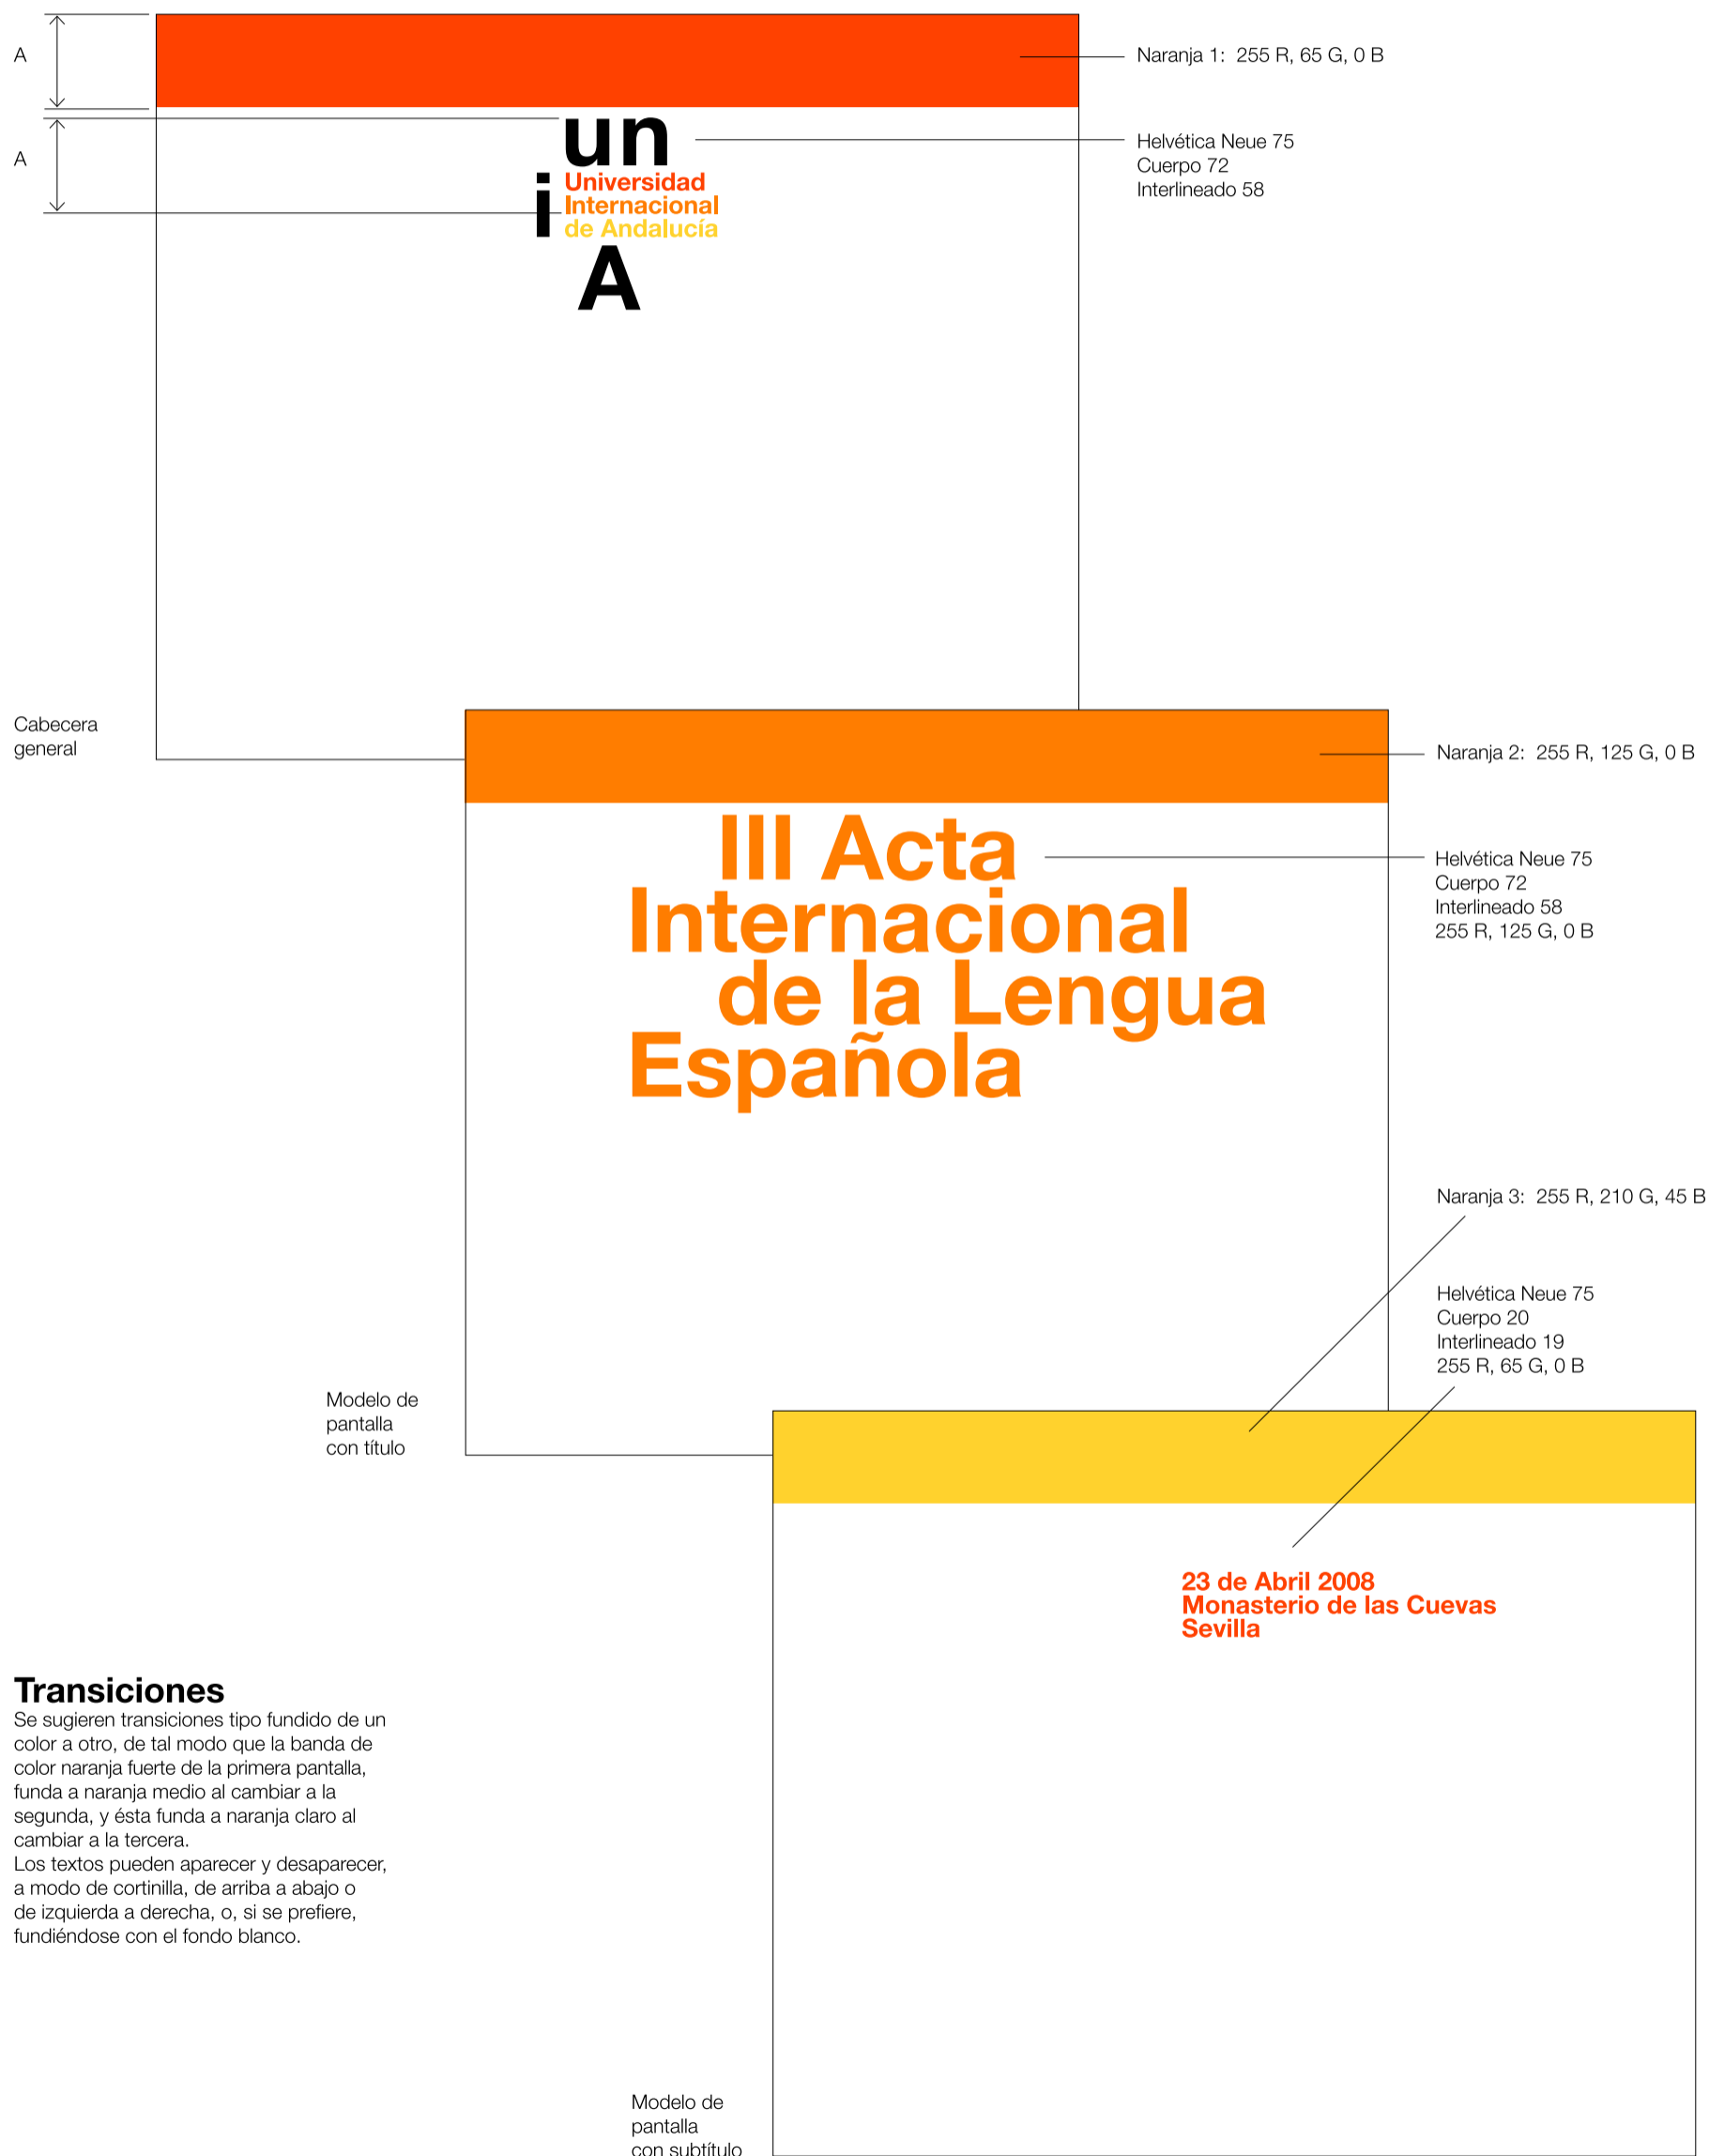 A
Naranja 1: 255 R, 65 G, 0 B
A
un
i
Universidad
Internacional
de Andalucía
A
Helvética Neue 75
Cuerpo 72
Interlineado 58
Cabecera
general
Naranja 2: 255 R, 125 G, 0 B
III Acta
Internacional
de la Lengua
Española
Helvética Neue 75
Cuerpo 72
Interlineado 58
255 R, 125 G, 0 B
Naranja 3: 255 R, 210 G, 45 B
Helvética Neue 75
Cuerpo 20
Interlineado 19
255 R, 65 G, 0 B
Modelo de
pantalla
con título
23 de Abril 2008
Monasterio de las Cuevas
Sevilla
Transiciones
Se sugieren transiciones tipo fundido de un
color a otro, de tal modo que la banda de
color naranja fuerte de la primera pantalla,
funda a naranja medio al cambiar a la
segunda, y ésta funda a naranja claro al
cambiar a la tercera.
Los textos pueden aparecer y desaparecer,
a modo de cortinilla, de arriba a abajo o
de izquierda a derecha, o, si se prefiere,
fundiéndose con el fondo blanco.
Modelo de
pantalla
con subtítulo